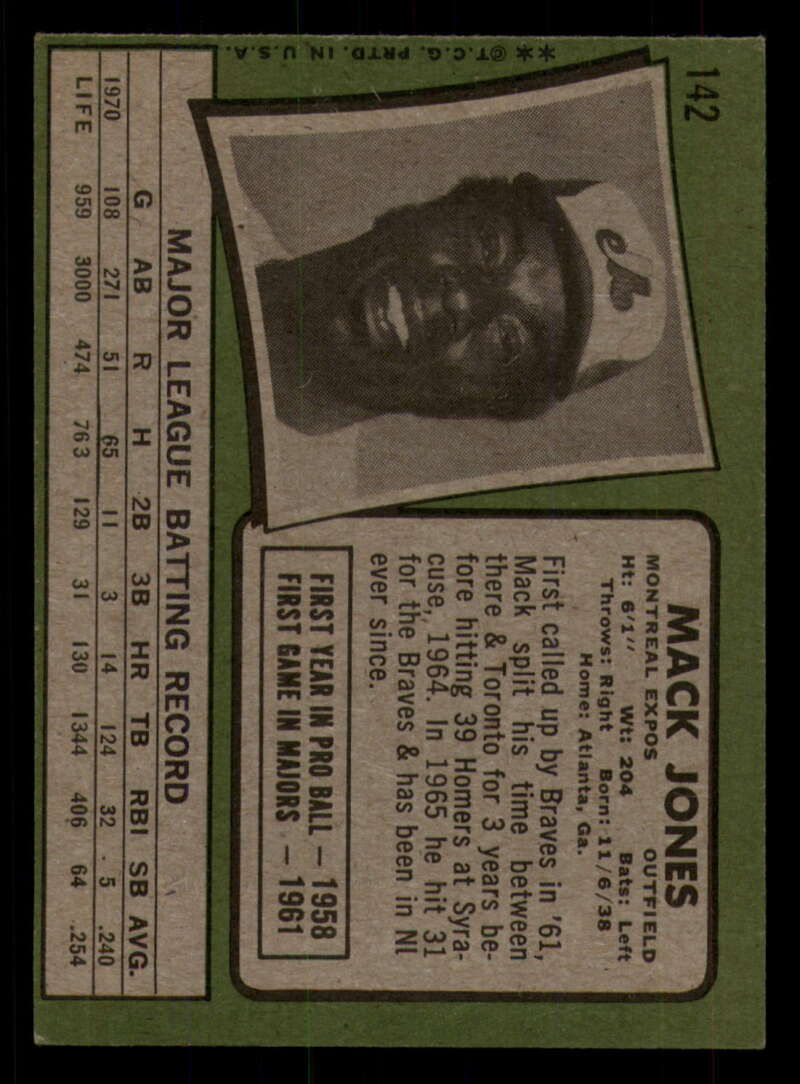 142
** ©T.C.G. PRTD. IN U.S.A.
MACK JONES
MONTREAL EXPOS OUTFIELD
Ht: 6'1" Wt: 204 Bats: Left
Throws: Right Born: 11/6/38
Home: Atlanta, Ga.
First called up by Braves in '61,
Mack split his time between
there & Toronto for 3 years be-
fore hitting 39 Homers at Syra-
cuse, 1964. In 1965 he hit 31
for the Braves & has been in Nl
ever since.
FIRST YEAR IN PRO BALL — 1958
FIRST GAME IN MAJORS — 1961
MAJOR LEAGUE BATTING RECORD
G AB R H 2B 3B HR TB RBI SB AVG.
1970 108 271 51 65 11 3 14 124 32 5 .240
LIFE 959 3000 474 763 129 31 130 1344 406 64 .254